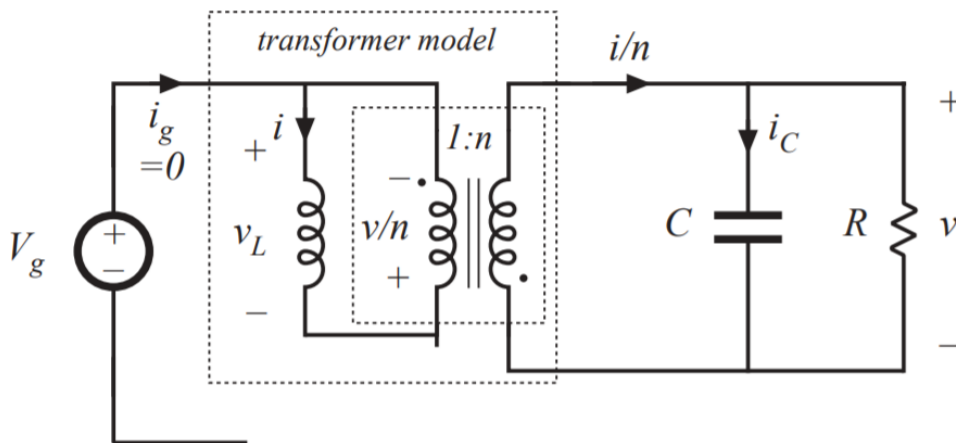 transformer model
i/n
i_g
=0
+
i
1:n
i_C
+
−
+
−
V_g
v_L
v/n
C
R
v
−
+
−